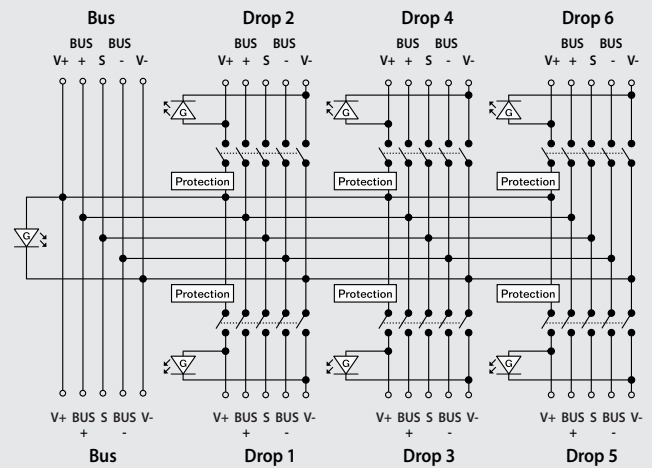 Bus Drop 2 Drop 4 Drop 6
BUS BUS BUS BUS BUS BUS BUS BUS
V+ + S - V- V+ + S - V- V+ + S - V- V+ + S - V-
G G G
Protection Protection Protection
G
Protection Protection Protection
G G G
V+ BUS S BUS V- V+ BUS S BUS V- V+ BUS S BUS V- V+ BUS S BUS V-
+ - + - + - + -
Bus Drop 1 Drop 3 Drop 5